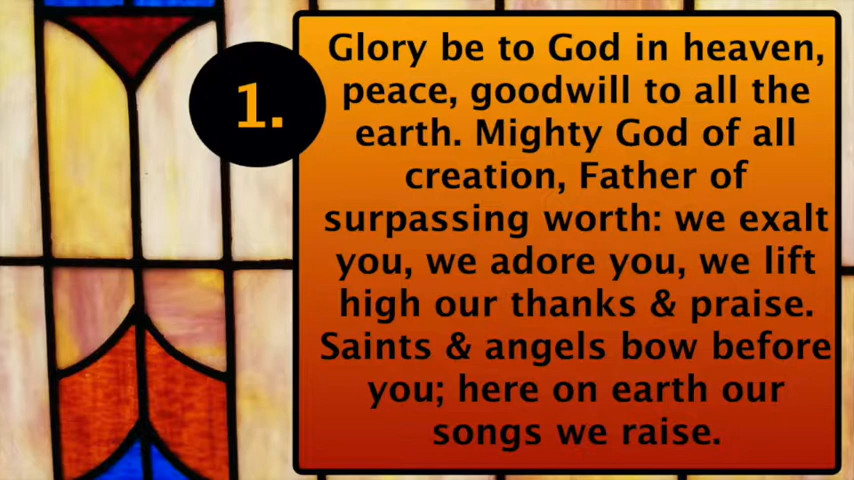 1.
Glory be to God in heaven,
peace, goodwill to all the
earth. Mighty God of all
creation, Father of
surpassing worth: we exalt
you, we adore you, we lift
high our thanks & praise.
Saints & angels bow before
you; here on earth our
songs we raise.